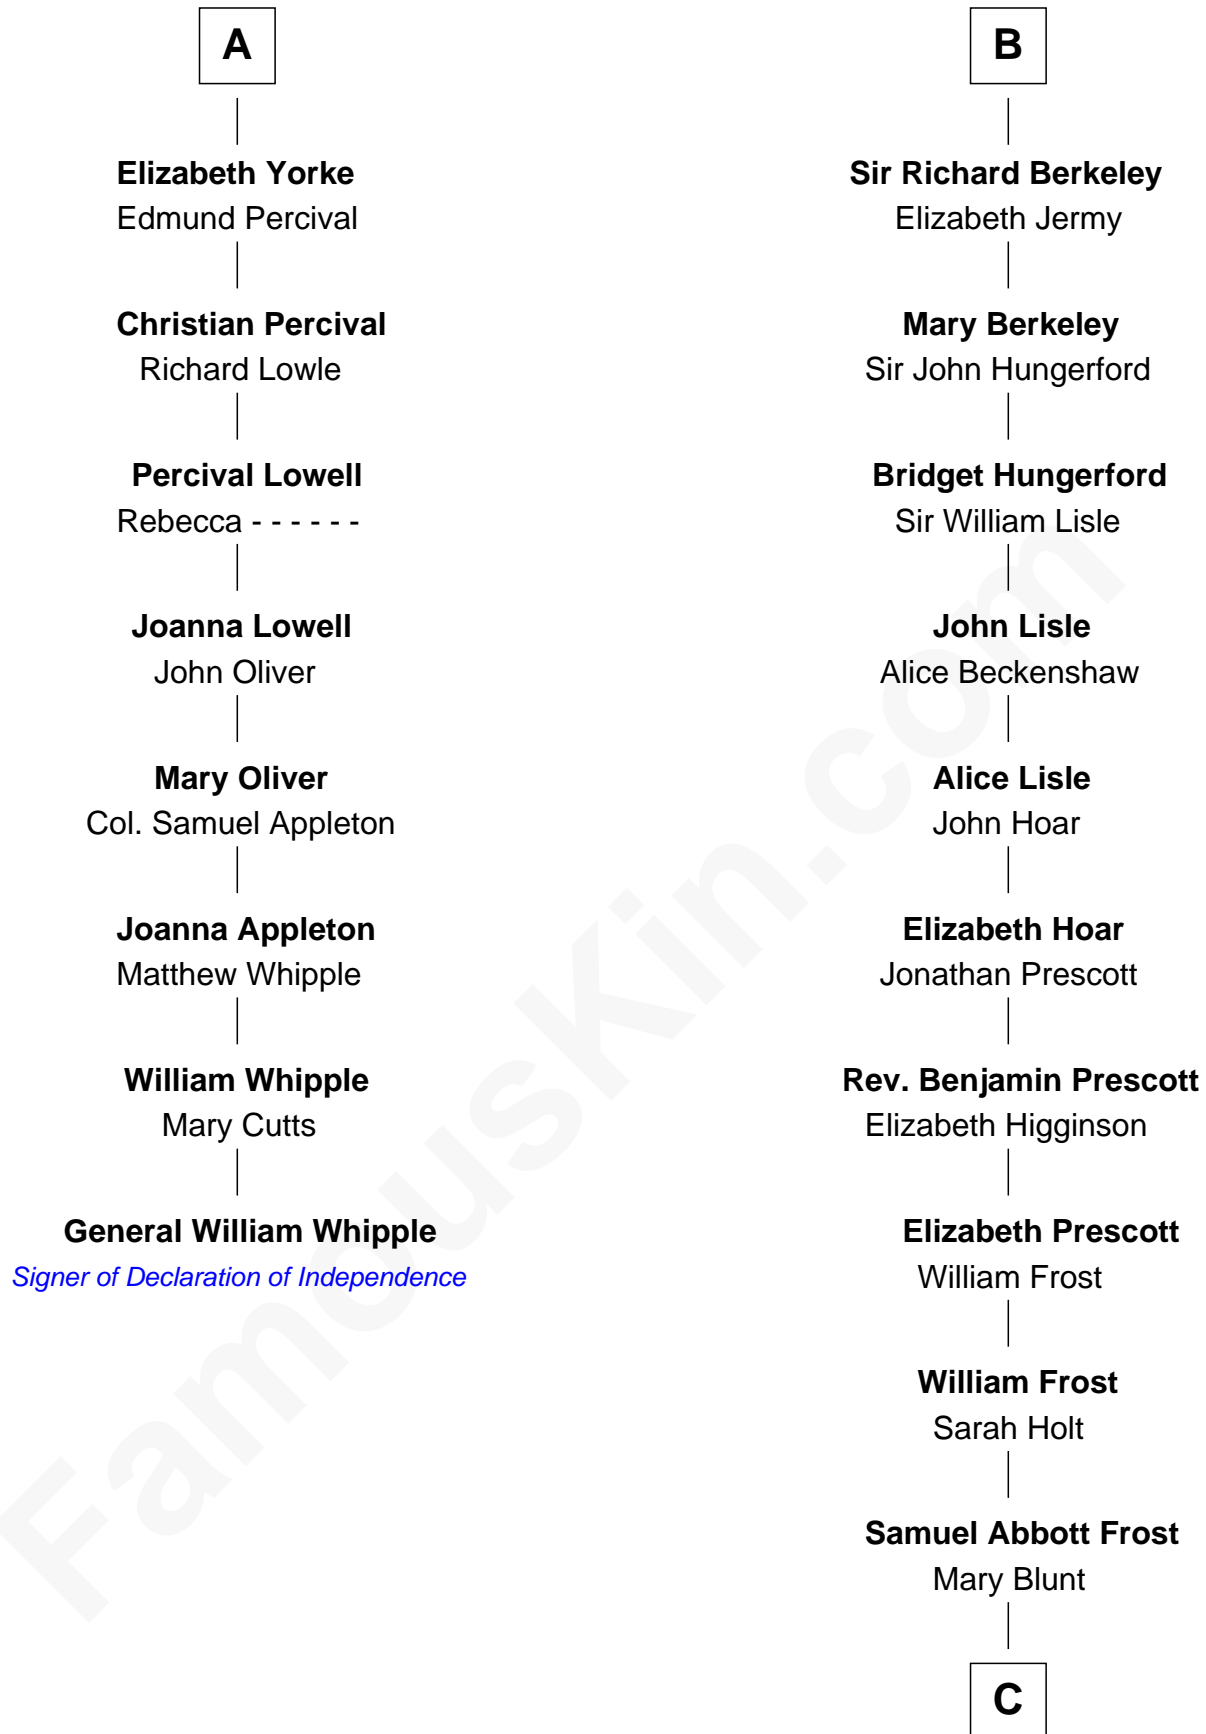 A
Elizabeth Yorke
Edmund Percival
Christian Percival
Richard Lowle
Percival Lowell
Rebecca - - - - - -
Joanna Lowell
John Oliver
Mary Oliver
Col. Samuel Appleton
Joanna Appleton
Matthew Whipple
William Whipple
Mary Cutts
General William Whipple
Signer of Declaration of Independence
B
Sir Richard Berkeley
Elizabeth Jermy
Mary Berkeley
Sir John Hungerford
Bridget Hungerford
Sir William Lisle
John Lisle
Alice Beckenshaw
Alice Lisle
John Hoar
Elizabeth Hoar
Jonathan Prescott
Rev. Benjamin Prescott
Elizabeth Higginson
Elizabeth Prescott
William Frost
William Frost
Sarah Holt
Samuel Abbott Frost
Mary Blunt
C
FamousKin.com